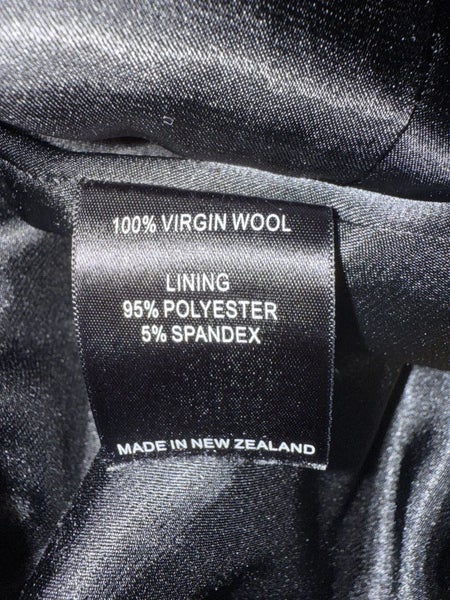 100% VIRGIN WOOL
LINING
95% POLYESTER
5% SPANDEX
MADE IN NEW ZEALAND